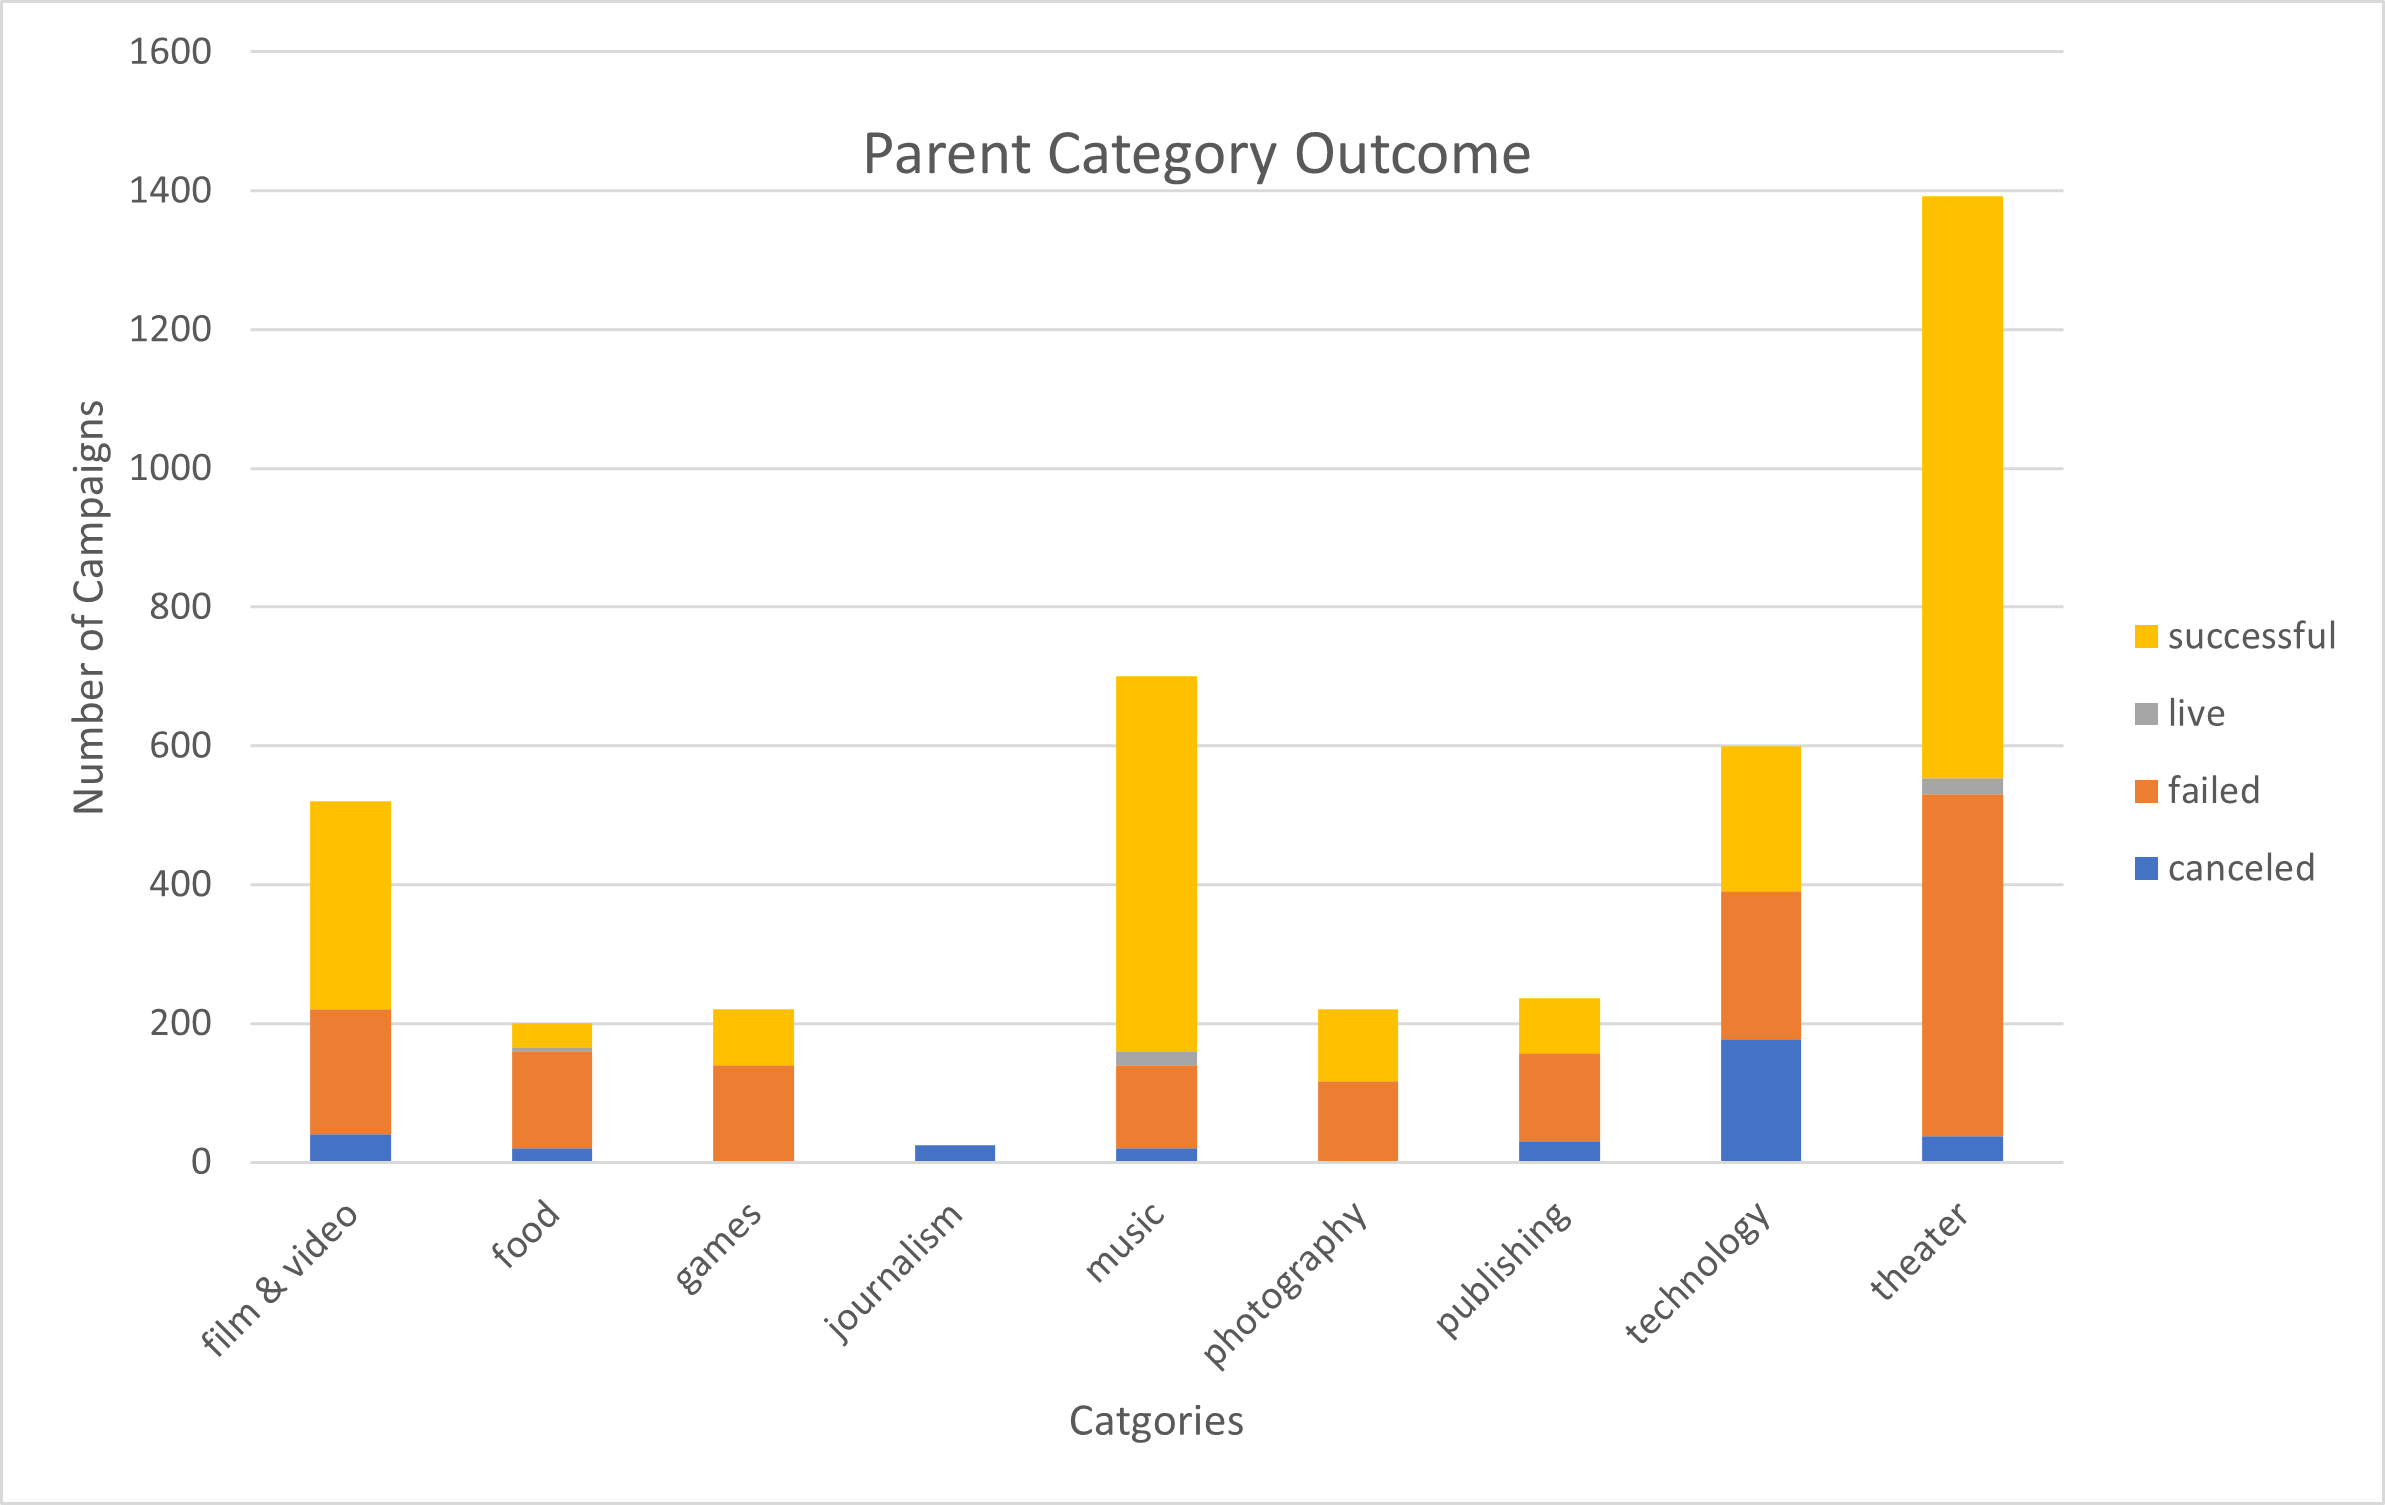 Parent Category Outcome
1600
1400
1200
1000
800
600
400
200
0
Number of Campaigns
film & video
food
games
journalism
music
photography
publishing
technology
theater
Catgories
successful
live
failed
canceled